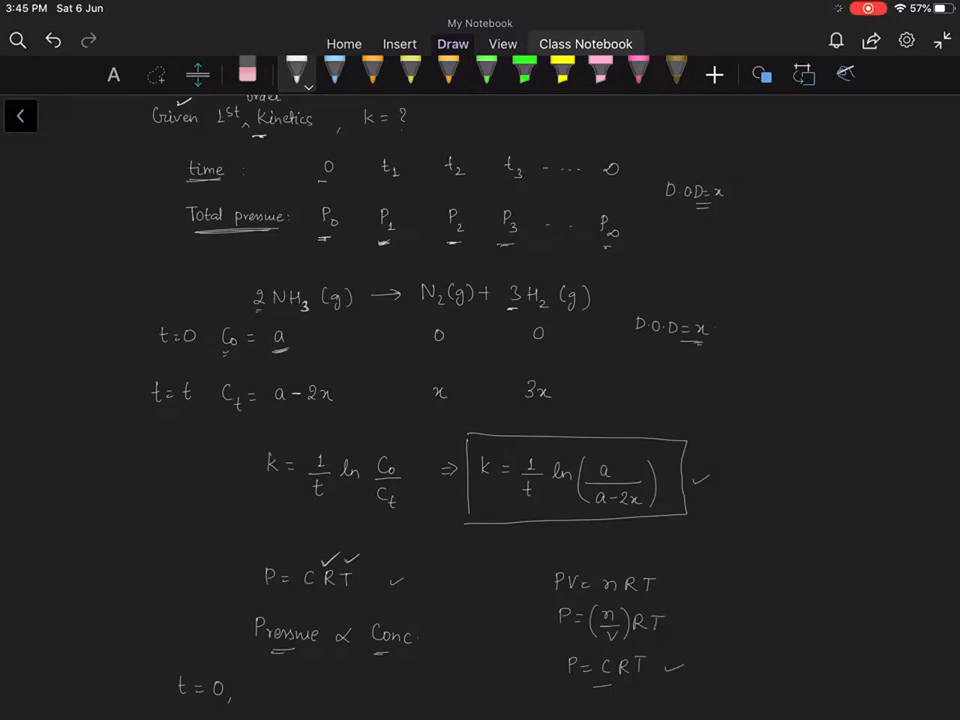 3:45 PM Sat 6 Jun 57%
My Notebook
Home Insert Draw View Class Notebook
A
order
Given 1st ^ Kinetics , k = ?
time : 0 t₁ t₂ t₃ - ... ∞
D.O.D = x
Total pressure: P₀ P₁ P₂ P₃ - .. P∞
2NH₃ (g) → N₂(g) + 3H₂ (g)
t=0 C₀ = a 0 0 D.O.D = x
t=t Cₜ = a-2x x 3x
k = 1/t ln C₀/Cₜ ⇒ k = 1/t ln (a/(a-2x)) ✓
P = CRT ✓
PV = nRT
P = (n/V) RT
Pressure ∝ Conc.
P = CRT ✓
t = 0,